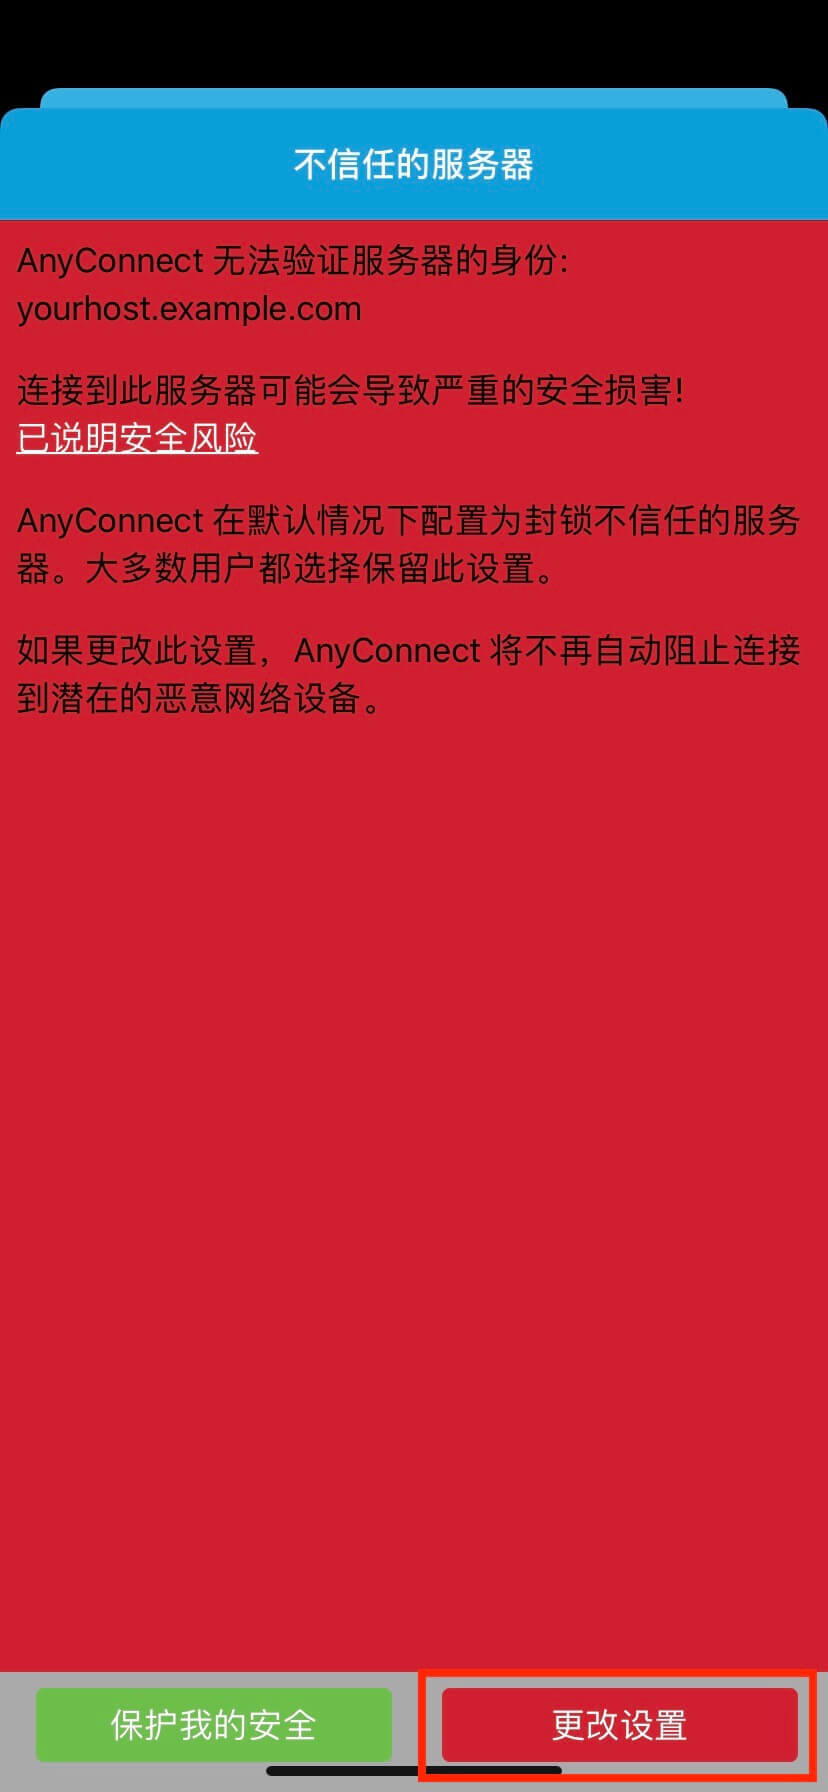 不信任的服务器
AnyConnect 无法验证服务器的身份:
yourhost.example.com
连接到此服务器可能会导致严重的安全损害!
已说明安全风险
AnyConnect 在默认情况下配置为封锁不信任的服务
器。大多数用户都选择保留此设置。
如果更改此设置，AnyConnect 将不再自动阻止连接
到潜在的恶意网络设备。
保护我的安全
更改设置